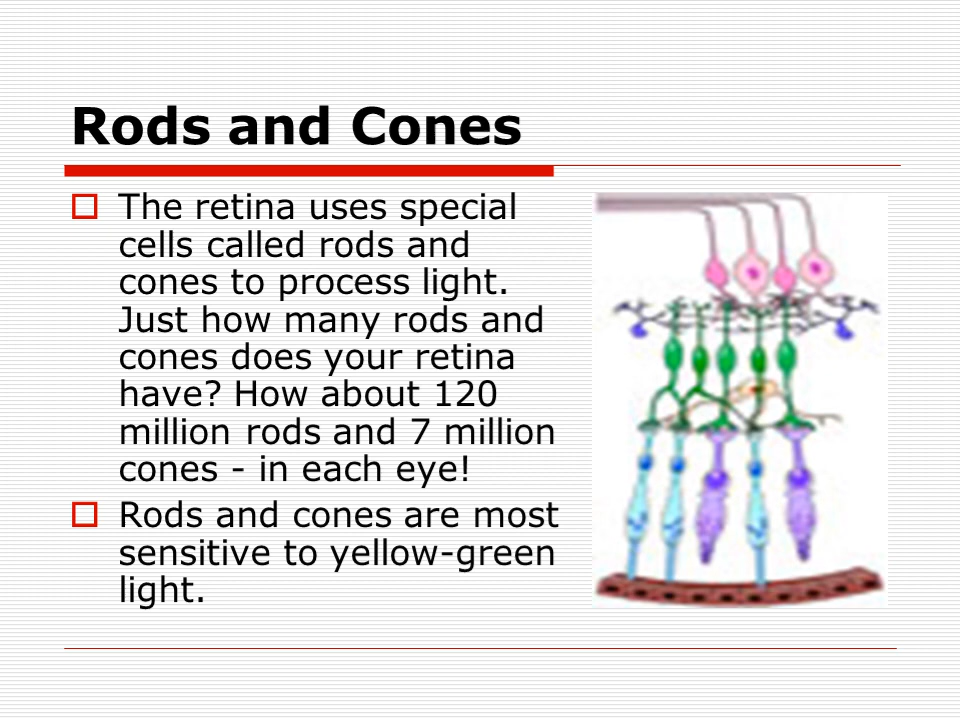 Rods and Cones
The retina uses special
cells called rods and
cones to process light.
Just how many rods and
cones does your retina
have? How about 120
million rods and 7 million
cones - in each eye!
Rods and cones are most
sensitive to yellow-green
light.